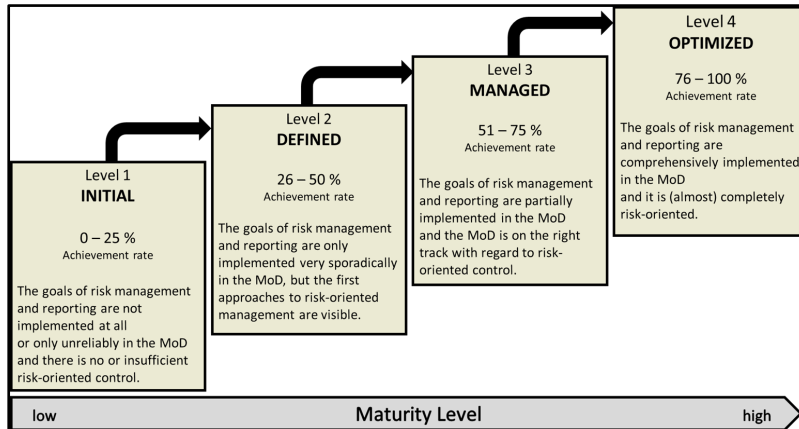 Level 1
INITIAL
0 – 25 %
Achievement rate
The goals of risk management
and reporting are not
implemented at all
or only unreliably in the MoD
and there is no or insufficient
risk-oriented control.
Level 2
DEFINED
26 – 50 %
Achievement rate
The goals of risk management
and reporting are only
implemented very sporadically
in the MoD, but the first
approaches to risk-oriented
management are visible.
Level 3
MANAGED
51 – 75 %
Achievement rate
The goals of risk management
and reporting are partially
implemented in the MoD
and the MoD is on the right
track with regard to risk-
oriented control.
Level 4
OPTIMIZED
76 – 100 %
Achievement rate
The goals of risk management
and reporting are
comprehensively implemented
in the MoD
and it is (almost) completely
risk-oriented.
low Maturity Level high